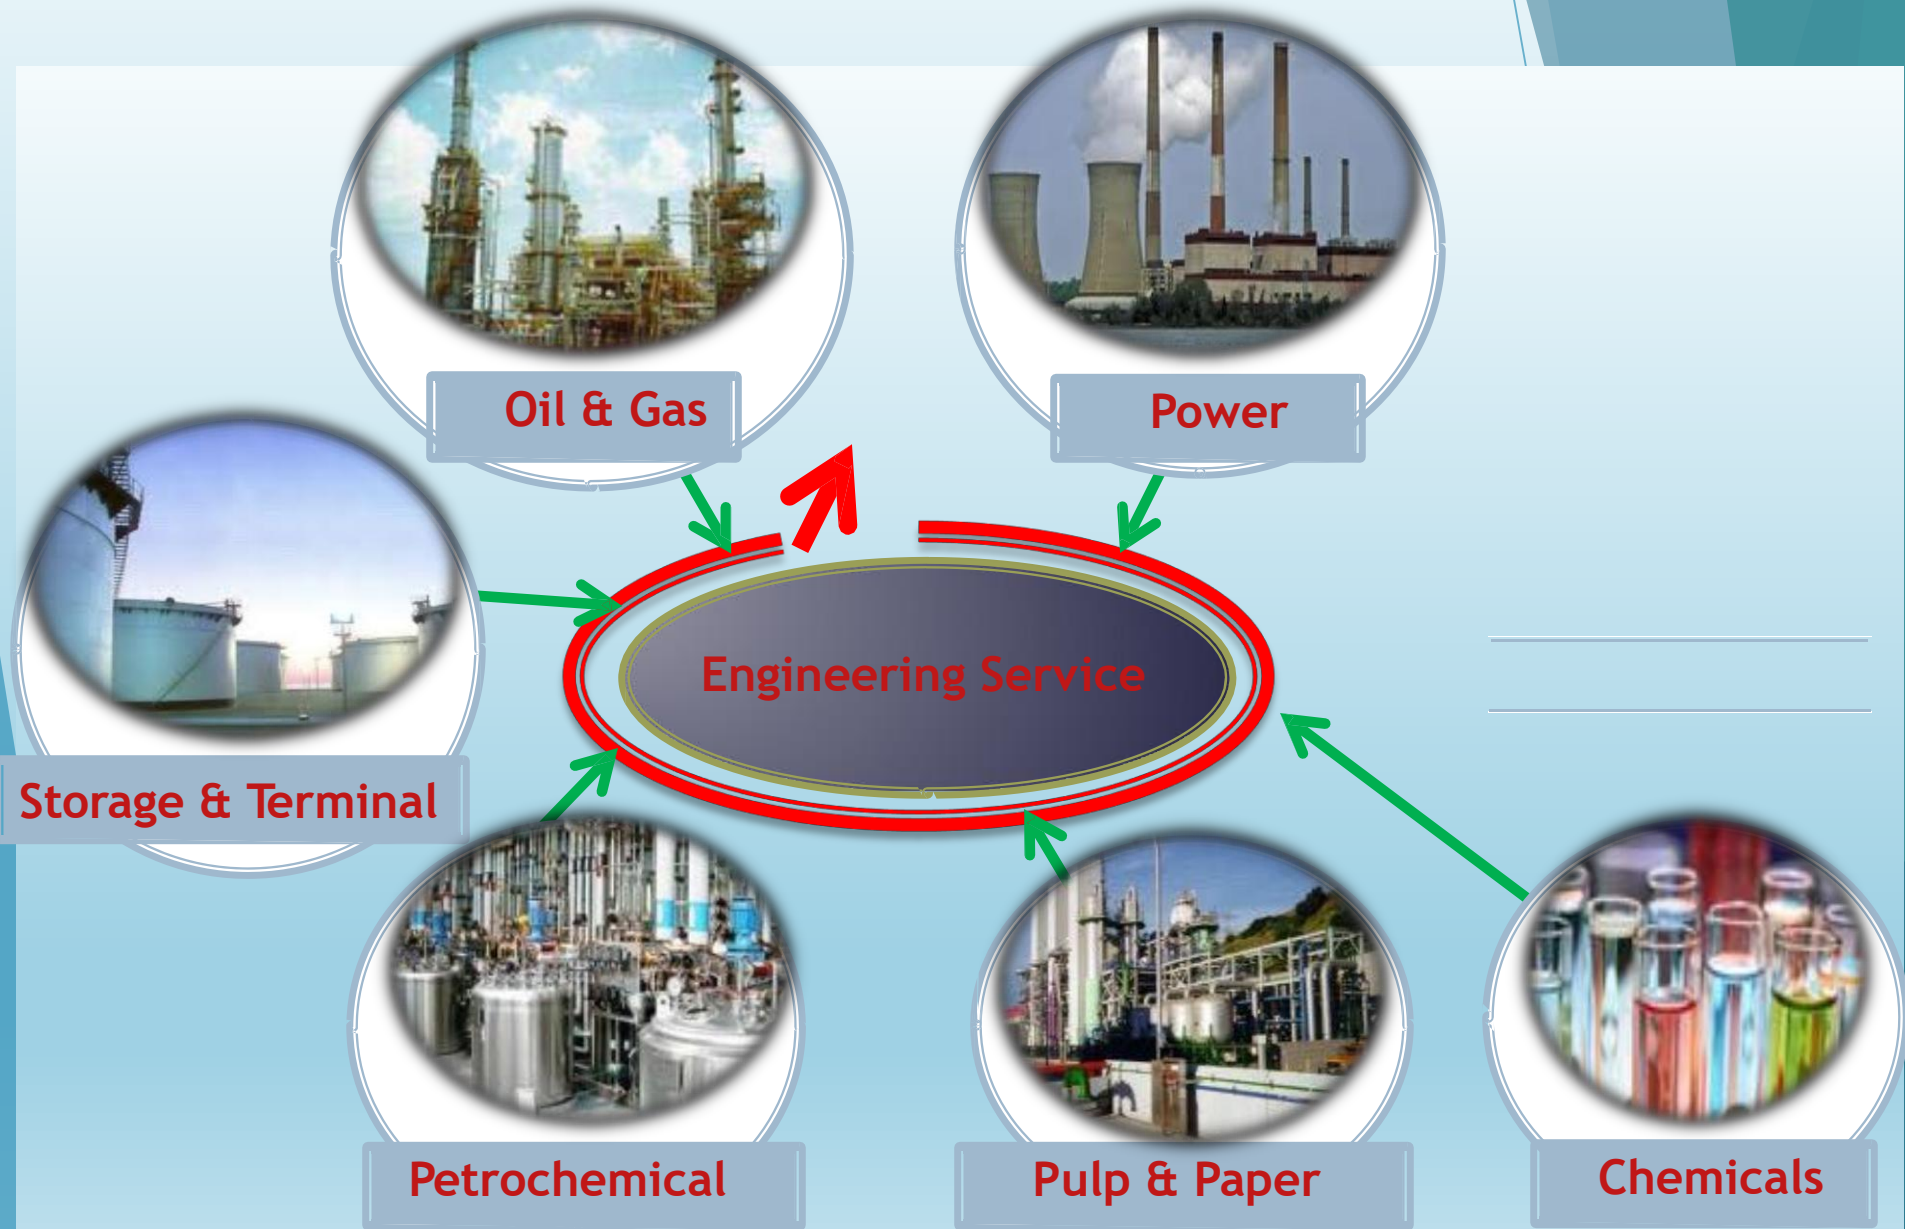 Oil & Gas
Power
Engineering Service
Storage & Terminal
Petrochemical
Pulp & Paper
Chemicals